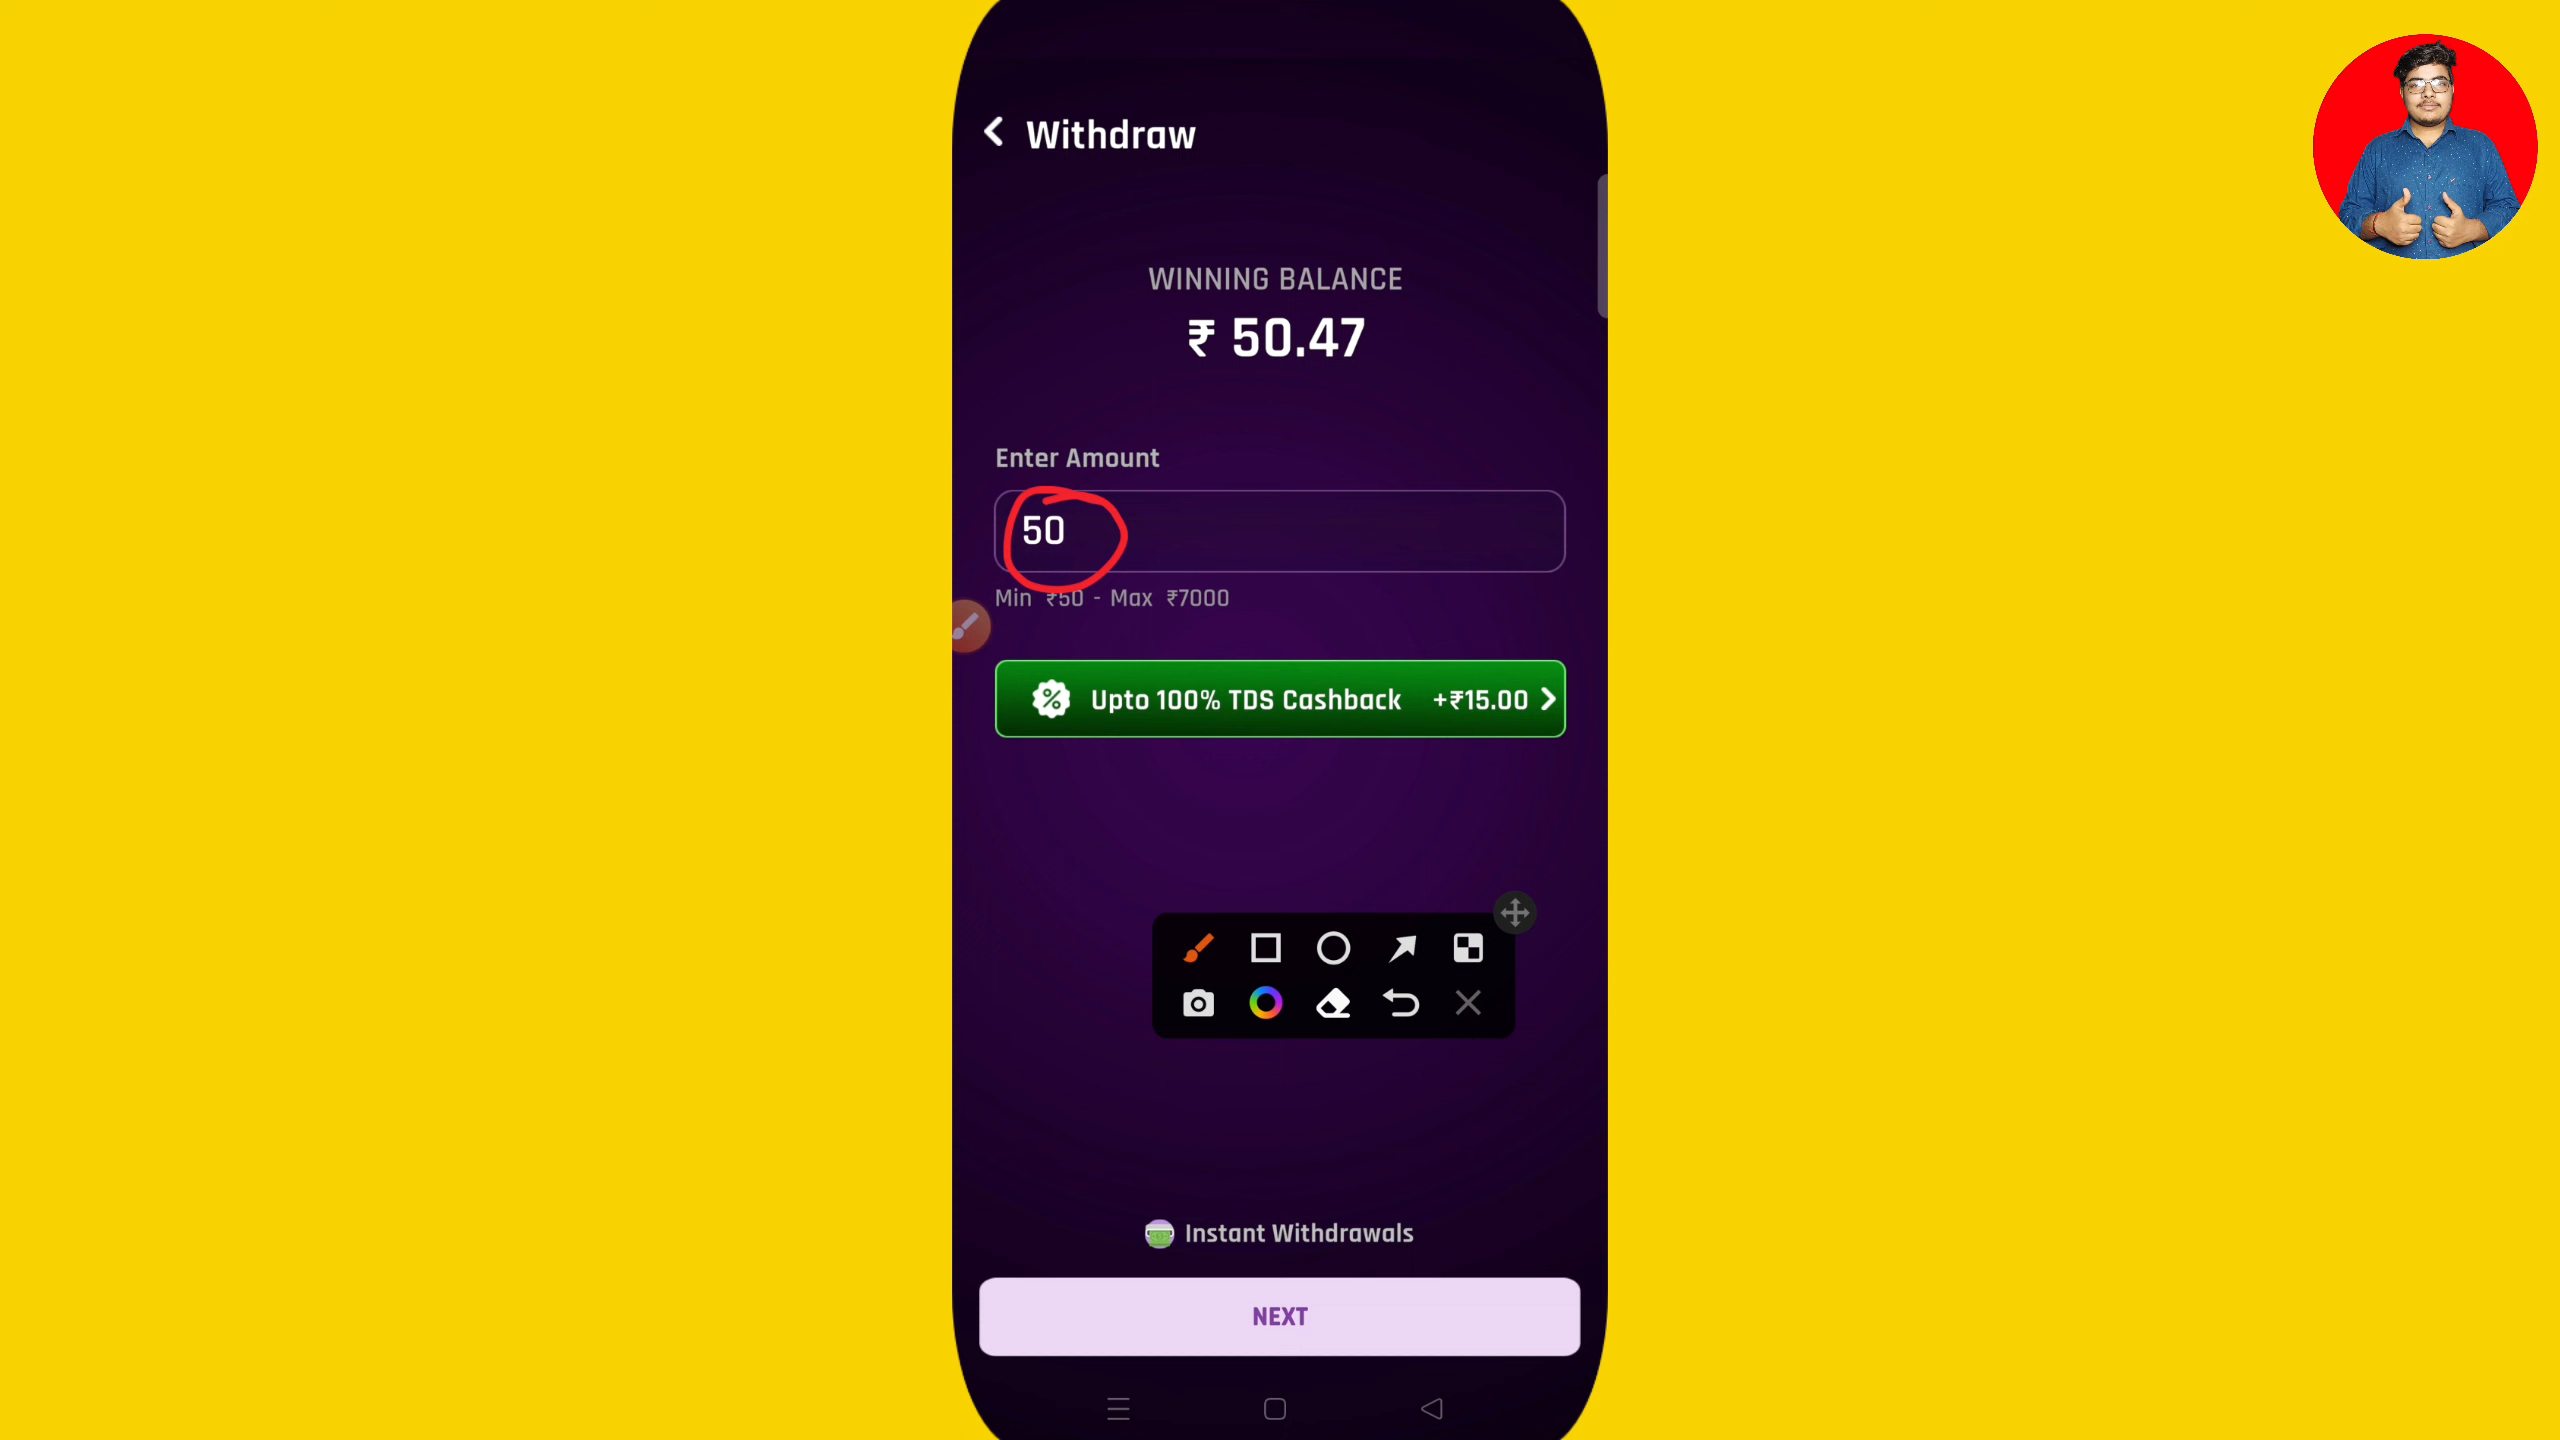 Withdraw
WINNING BALANCE
₹ 50.47
Enter Amount
50
Min ₹50 - Max ₹7000
Upto 100% TDS Cashback +₹15.00
Instant Withdrawals
NEXT